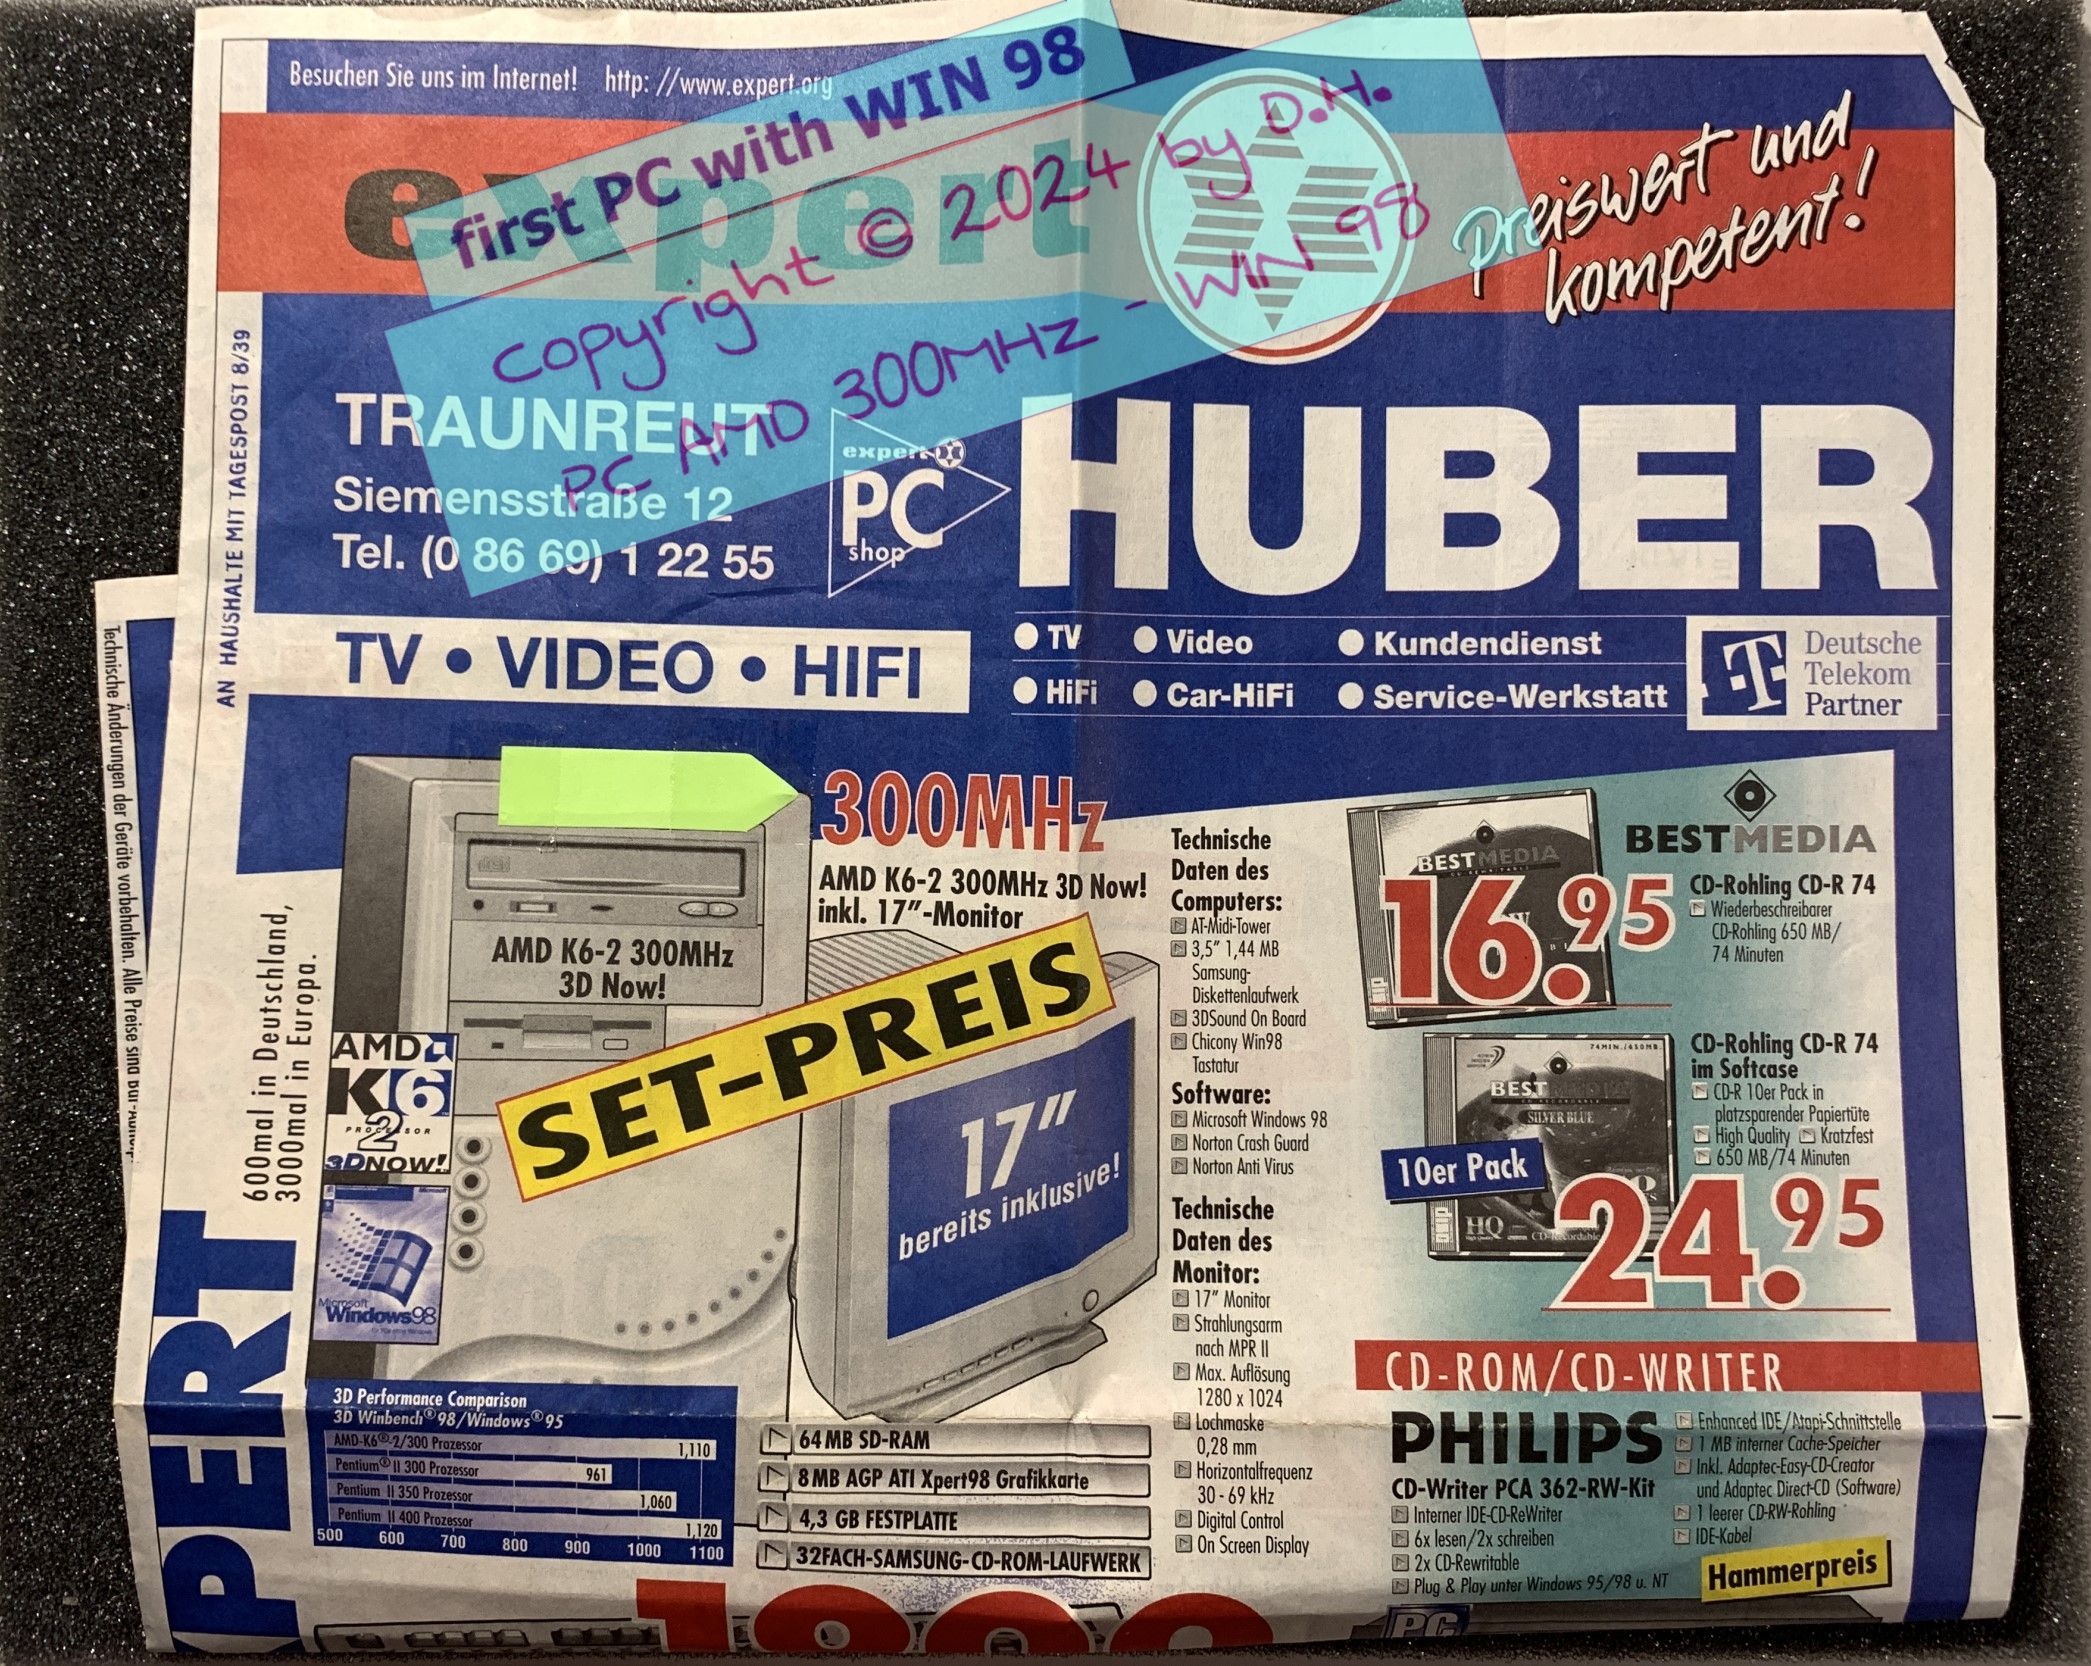 Besuchen Sie uns im Internet! http: //www.expert.org
first PC with WIN 98
copyright © 2024 by D.H.
PC AMD 300MHz - WIN 98
expert
Preiswert und
kompetent!
AN HAUSHALTE MIT TAGESPOST 8/39
TRAUNREUT
Siemensstraße 12
Tel. (0 86 69) 1 22 55
expert
PC
shop
HUBER
TV • VIDEO • HIFI
● TV ● Video ● Kundendienst
● HiFi ● Car-HiFi ● Service-Werkstatt
Deutsche
Telekom
Partner
T
Technische Änderungen der Geräte vorbehalten. Alle Preise sind
600mal in Deutschland,
3000mal in Europa.
XPERT
300MHz
AMD K6-2 300MHz 3D Now!
inkl. 17"-Monitor
AMD K6-2 300MHz
3D Now!
SET-PREIS
AMD
K6
2
PROCESSOR
3DNOW!
Microsoft
Windows98
17"
bereits inklusive!
3D Performance Comparison
3D Winbench®98/Windows®95
AMD-K6®-2/300 Prozessor 1,110
Pentium® II 300 Prozessor 961
Pentium II 350 Prozessor 1,060
Pentium II 400 Prozessor 1,120
500 600 700 800 900 1000 1100
64 MB SD-RAM
8 MB AGP ATI Xpert98 Grafikkarte
4,3 GB FESTPLATTE
32FACH-SAMSUNG-CD-ROM-LAUFWERK
Technische
Daten des
Computers:
AT-Midi-Tower
3,5" 1,44 MB
Samsung-
Diskettenlaufwerk
3DSound On Board
Chicony Win98
Tastatur
Software:
Microsoft Windows 98
Norton Crash Guard
Norton Anti Virus
Technische
Daten des
Monitor:
17" Monitor
Strahlungsarm
nach MPR II
Max. Auflösung
1280 x 1024
Lochmaske
0,28 mm
Horizontalfrequenz
30 - 69 kHz
Digital Control
On Screen Display
BESTMEDIA
BESTMEDIA
16.95
CD-Rohling CD-R 74
Wiederbeschreibarer
CD-Rohling 650 MB/
74 Minuten
CD-Rohling CD-R 74
im Softcase
CD-R 10er Pack in
platzsparender Papiertüte
High Quality Kratzfest
650 MB/74 Minuten
74MIN./650MB
BEST
SILVER BLUE
HQ
10er Pack
24.95
CD-ROM/CD-WRITER
PHILIPS
CD-Writer PCA 362-RW-Kit
Interner IDE-CD-ReWriter
6x lesen/2x schreiben
2x CD-Rewritable
Plug & Play unter Windows 95/98 u. NT
Enhanced IDE/Atapi-Schnittstelle
1 MB interner Cache-Speicher
Inkl. Adaptec-Easy-CD-Creator
und Adaptec Direct-CD (Software)
1 leerer CD-RW-Rohling
IDE-Kabel
Hammerpreis
PC